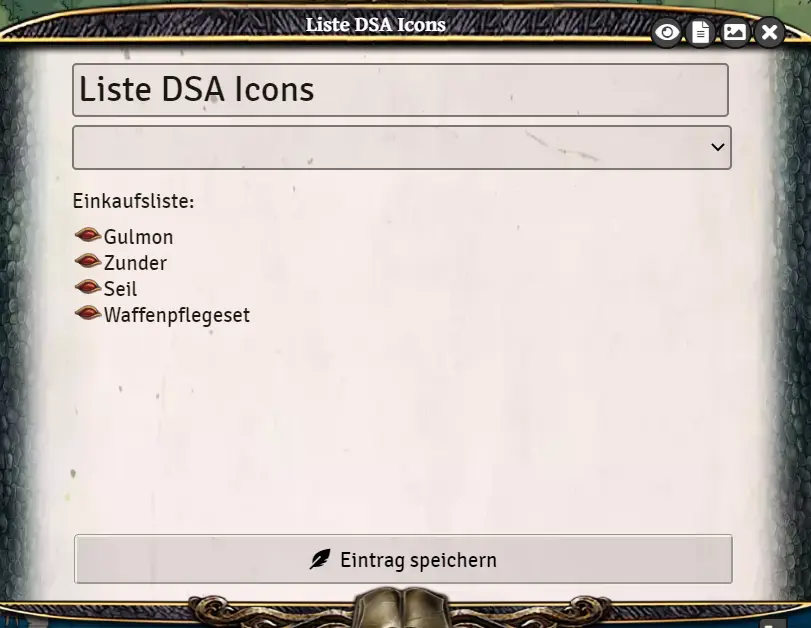 Liste DSA Icons
Liste DSA Icons
Einkaufsliste:
Gulmon
Zunder
Seil
Waffenpflegeset
Eintrag speichern